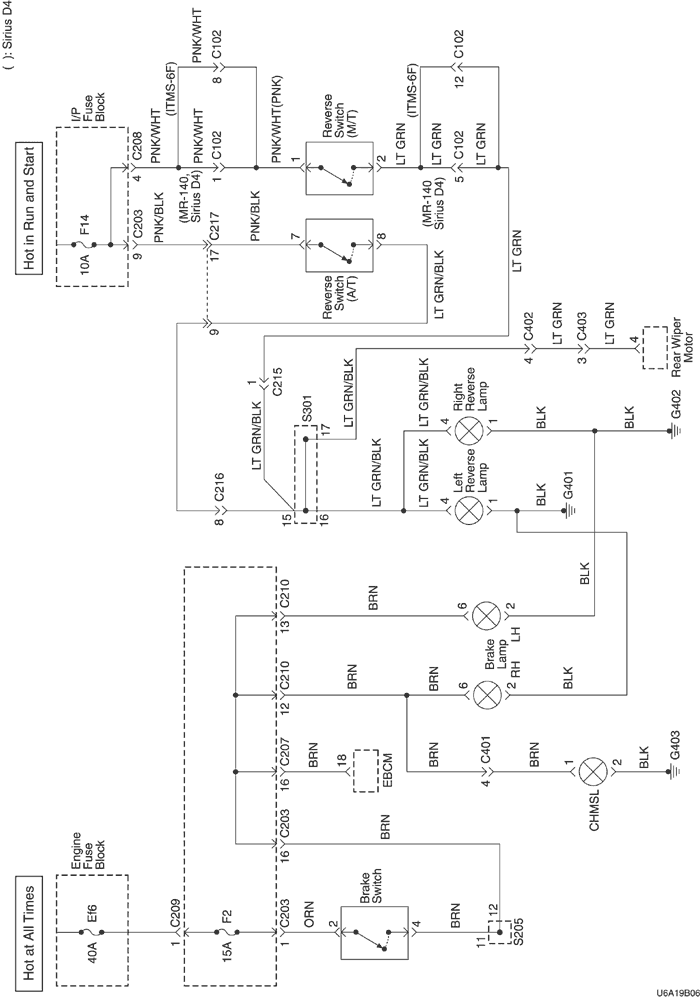 ( ): Sirius D4
Hot at All Times
Hot in Run and Start
Engine
Fuse
Block
I/P
Fuse
Block
Ef6
40A
F14
10A
1
C209
F2
15A
1
C203
16
C203
16
C207
12
C210
13
C210
ORN
BRN
BRN
BRN
BRN
2
Brake
Switch
4
BRN
11
12
S205
18
EBCM
BRN
BRN
4
C401
BRN
1
2
CHMSL
BLK
G403
6
6
Brake
Lamp
RH
LH
2
2
BLK
BLK
9
C203
4
C208
PNK/BLK
PNK/WHT
(ITMS-6F)
PNK/WHT
8
C102
PNK/WHT
(MR-140,
Sirius D4)
1
C102
17
C217
9
PNK/BLK
PNK/WHT(PNK)
7
8
Reverse
Switch
(A/T)
1
2
Reverse
Switch
(M/T)
LT GRN/BLK
LT GRN
(ITMS-6F)
LT GRN
(MR-140
Sirius D4)
5
C102
12
C102
LT GRN
LT GRN
LT GRN
8
C216
1
C215
LT GRN/BLK
15
16
17
S301
LT GRN/BLK
LT GRN/BLK
LT GRN/BLK
LT GRN/BLK
4
Left
Reverse
Lamp
1
4
Right
Reverse
Lamp
1
BLK
G401
BLK
BLK
G402
4
C402
LT GRN
3
C403
LT GRN
4
Rear Wiper
Motor
U6A19B06